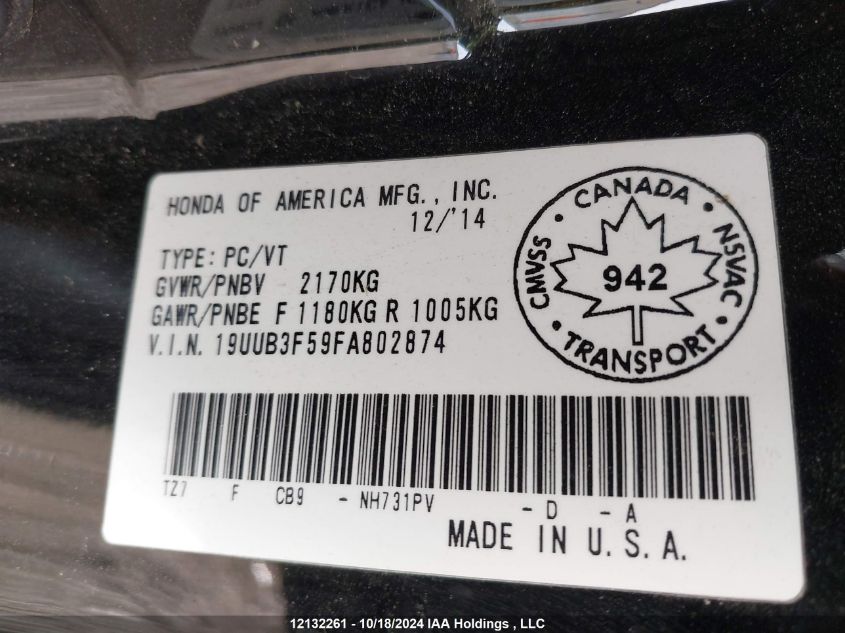 HONDA OF AMERICA MFG., INC.
12/'14
TYPE: PC/VT
GVWR/PNBV 2170KG
GAWR/PNBE F 1180KG R 1005KG
V.I.N. 19UUB3F59FA802874
CMVSS • CANADA • NSVAC • TRANSPORT •
942
TZ7 F CB9 - NH731PV - D - A
MADE IN U.S.A.
12132261 - 10/18/2024 IAA Holdings , LLC